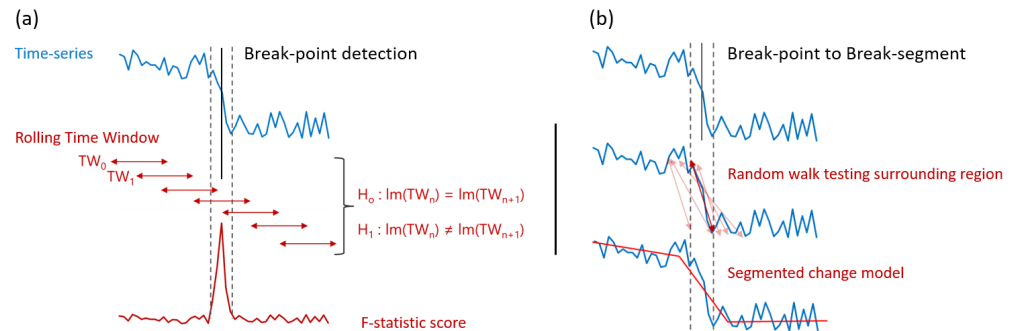 (a)
Time-series
Break-point detection
Rolling Time Window
TW0
TW1
Ho : lm(TWn) = lm(TWn+1)
H1 : lm(TWn) ≠ lm(TWn+1)
F-statistic score
(b)
Break-point to Break-segment
Random walk testing surrounding region
Segmented change model